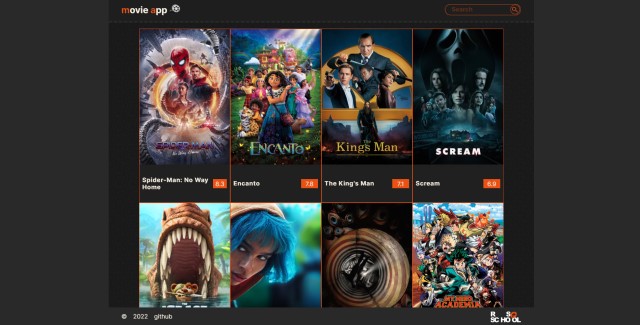 movie app
Search
SPIDER-MAN
NO WAY HOME
ENCANTO
The
King's Man
SCREAM
Spider-Man: No Way
Home
8.3
Encanto
7.8
The King's Man
7.1
Scream
6.9
MY HERO
ACADEMIA
© 2022 github
RS
SCHOOL